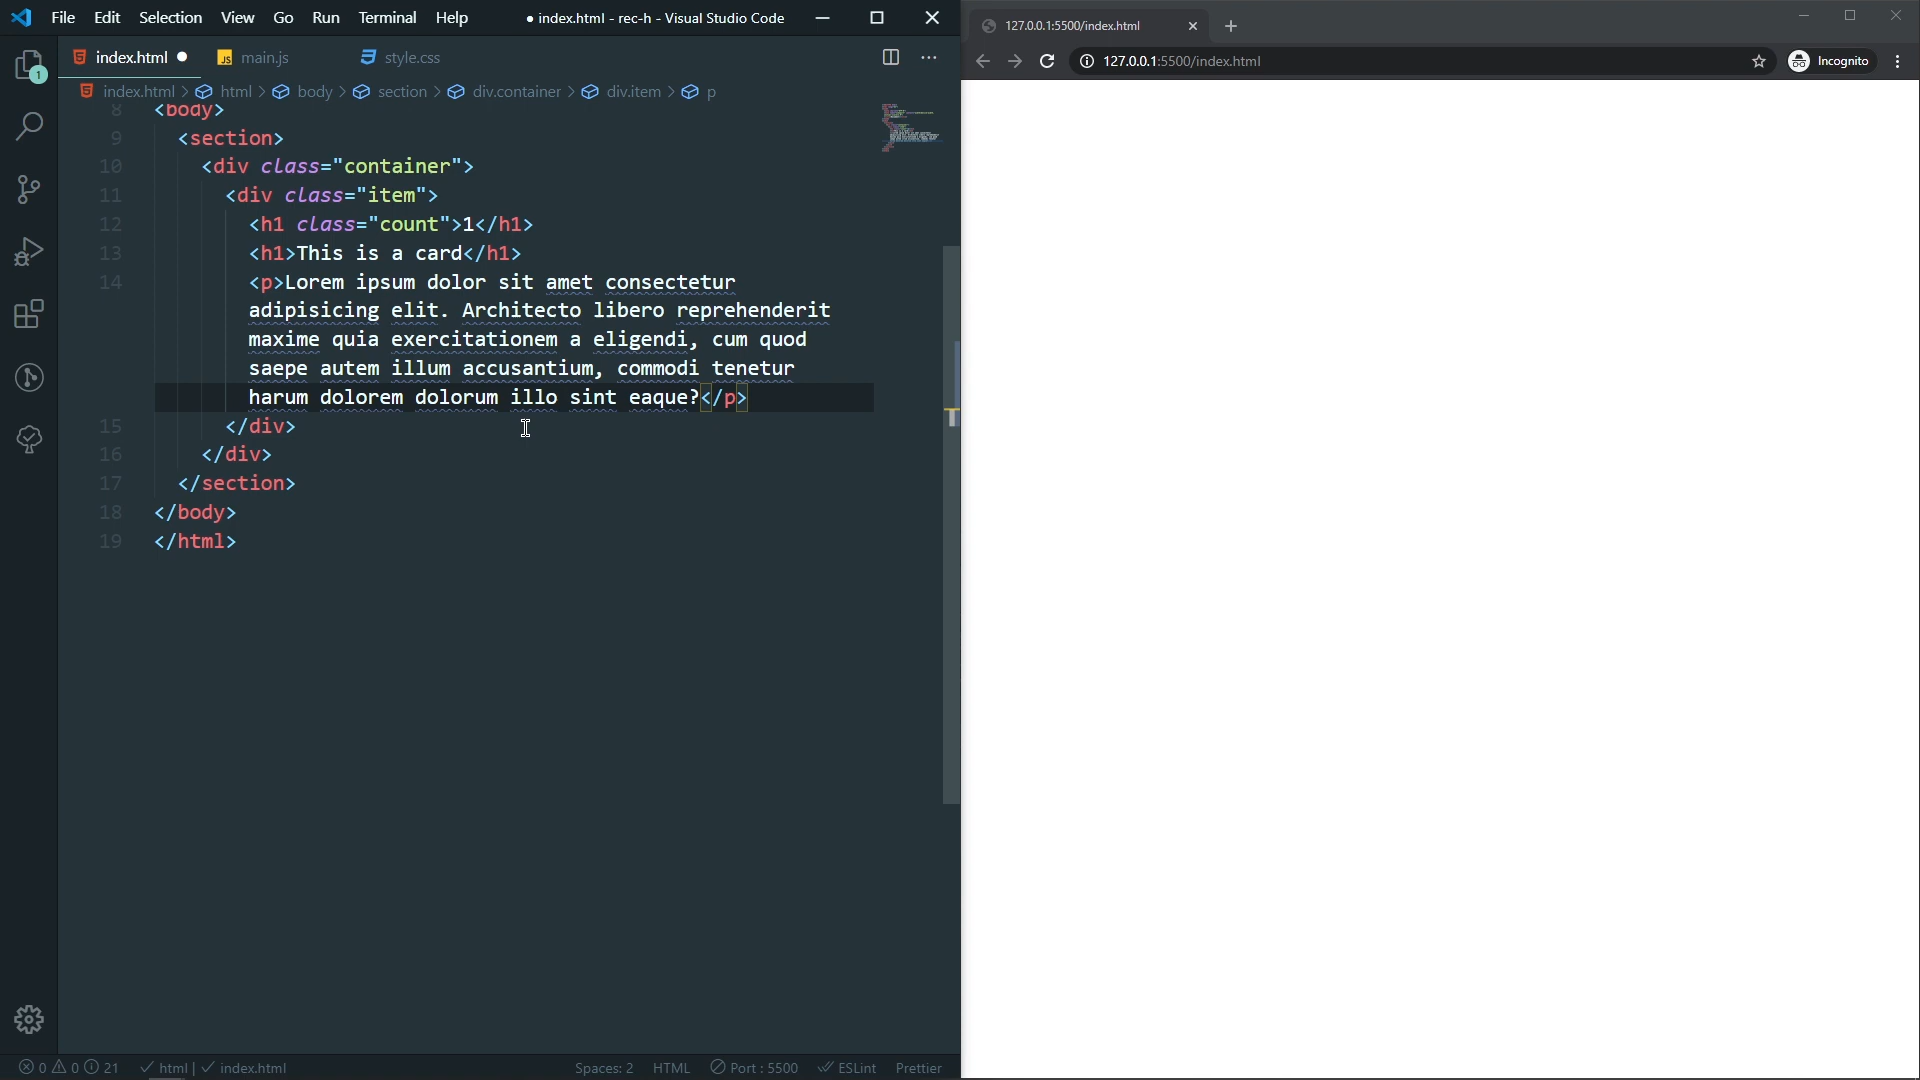 File Edit Selection View Go Run Terminal Help ● index.html - rec-h - Visual Studio Code
127.0.0.1:5500/index.html
index.html ● JS main.js style.css
127.0.0.1:5500/index.html Incognito
1
index.html > html > body > section > div.container > div.item > p
8 <body>
9 <section>
10 <div class="container">
11 <div class="item">
12 <h1 class="count">1</h1>
13 <h1>This is a card</h1>
14 <p>Lorem ipsum dolor sit amet consectetur
adipisicing elit. Architecto libero reprehenderit
maxime quia exercitationem a eligendi, cum quod
saepe autem illum accusantium, commodi tenetur
harum dolorem dolorum illo sint eaque?</p>
15 </div>
16 </div>
17 </section>
18 </body>
19 </html>
0 0 21 html | index.html Spaces: 2 HTML Port : 5500 ESLint Prettier